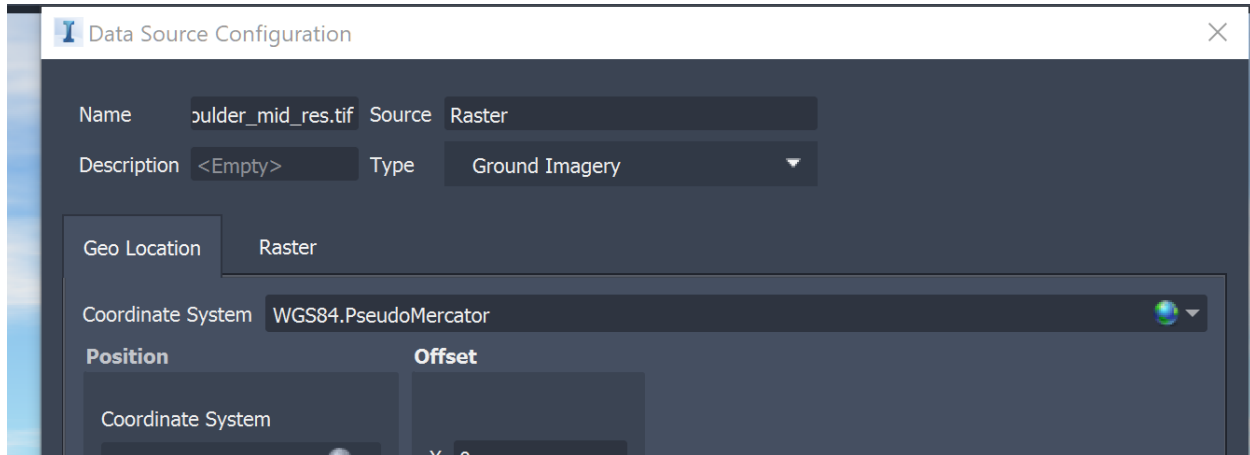 Data Source Configuration
Name oulder_mid_res.tif Source Raster
Description <Empty> Type Ground Imagery
Geo Location Raster
Coordinate System WGS84.PseudoMercator
Position Offset
Coordinate System